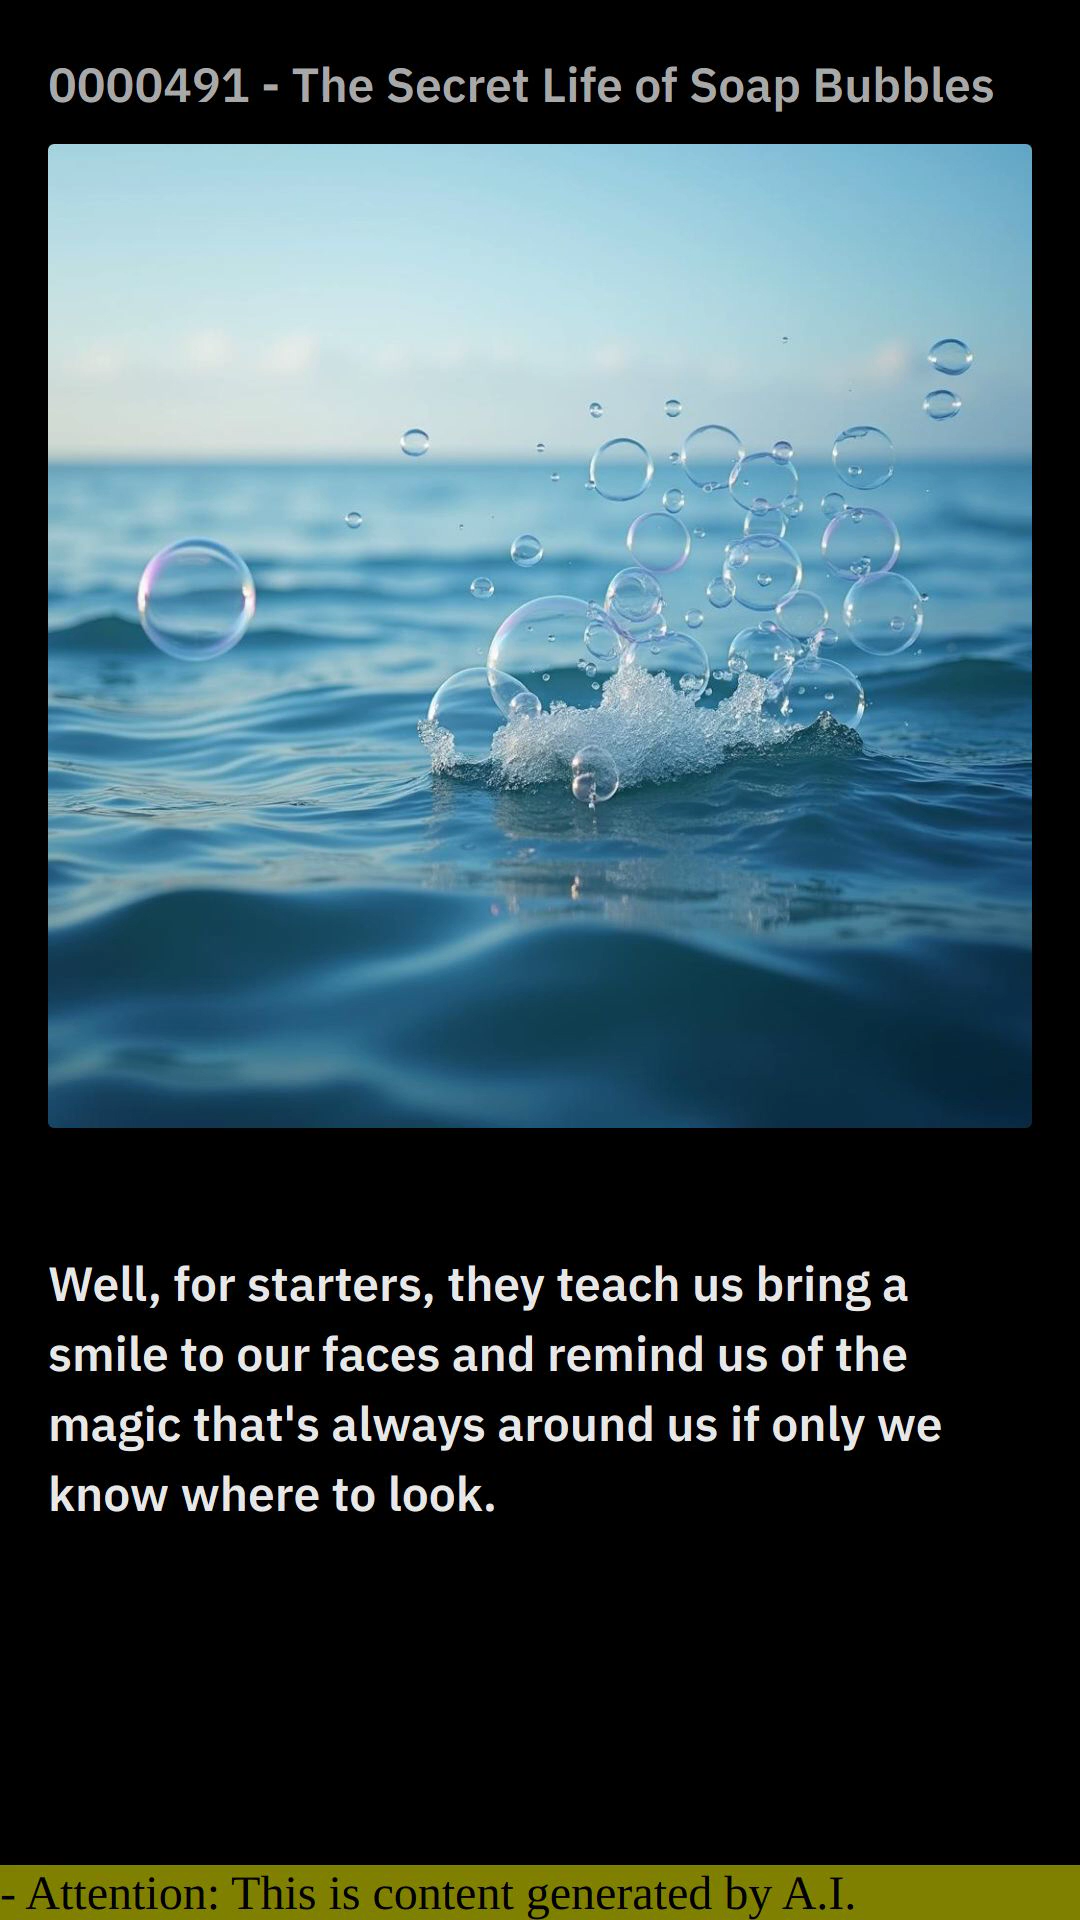 0000491 - The Secret Life of Soap Bubbles
Well, for starters, they teach us bring a
smile to our faces and remind us of the
magic that's always around us if only we
know where to look.
- Attention: This is content generated by A.I.